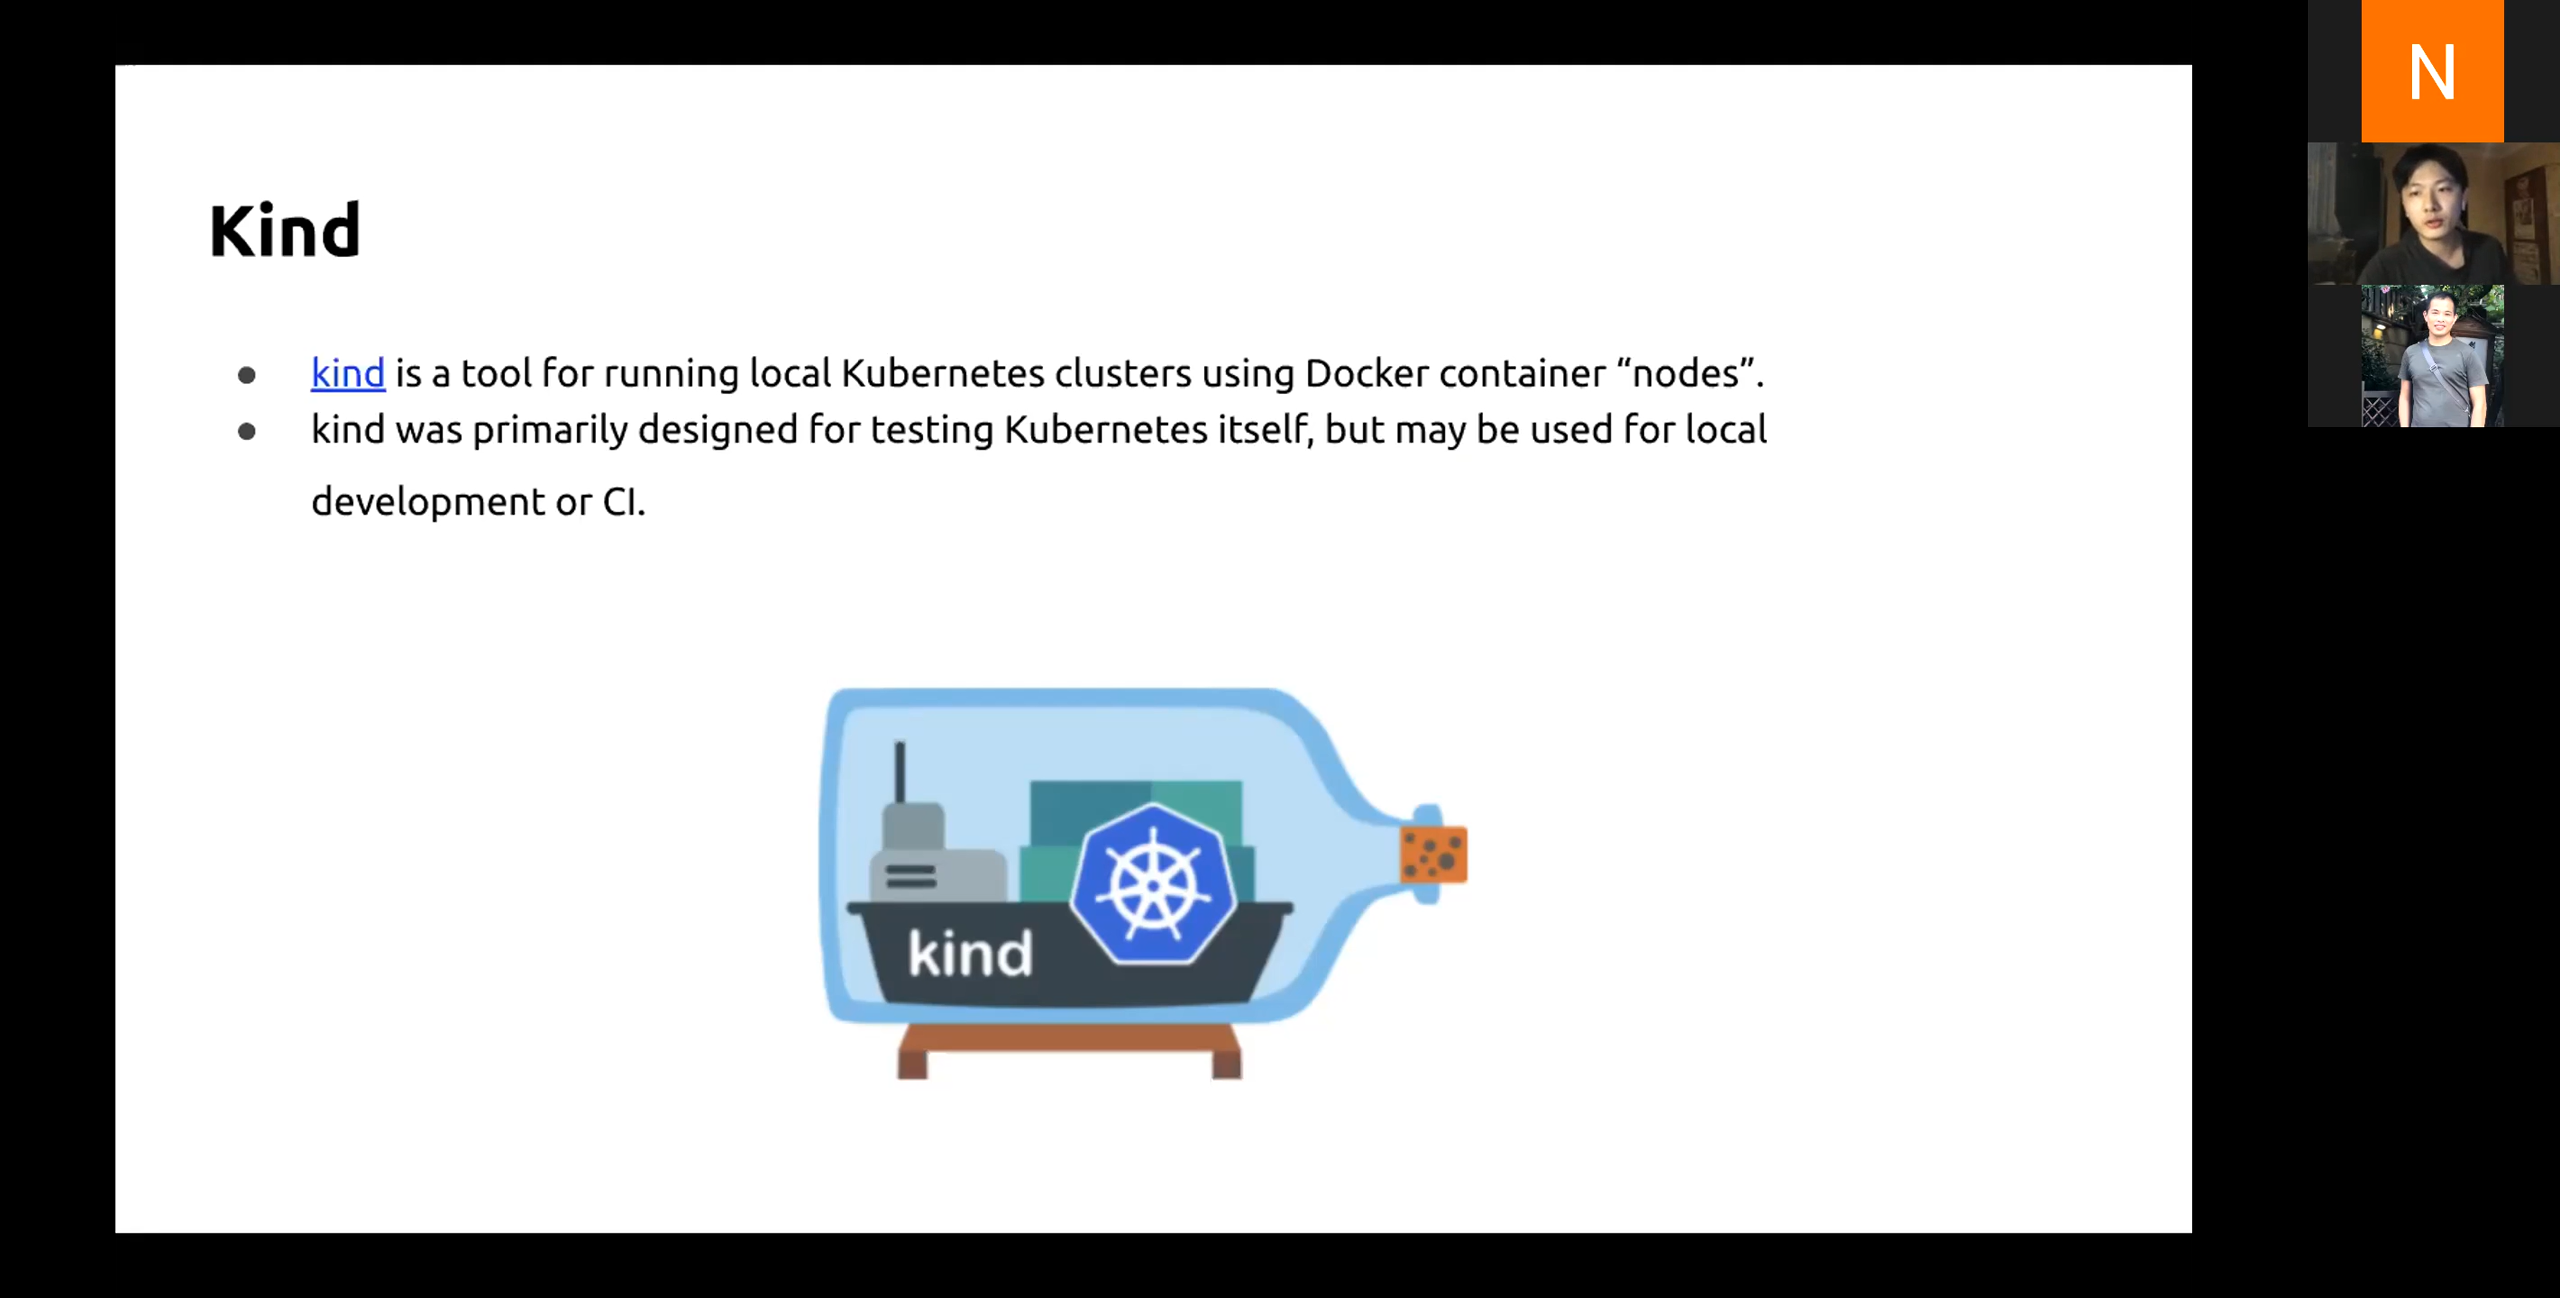 Kind
● kind is a tool for running local Kubernetes clusters using Docker container “nodes”.
● kind was primarily designed for testing Kubernetes itself, but may be used for local
development or CI.
kind
N